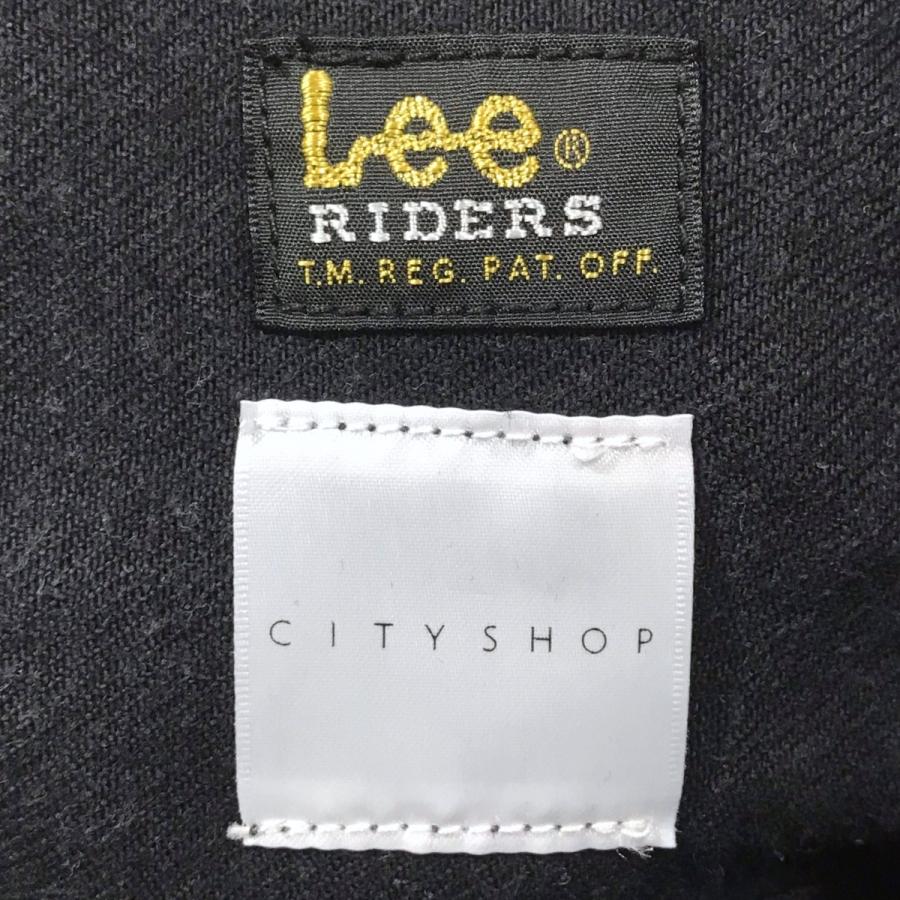 Lee®
RIDERS
T.M. REG. PAT. OFF.
CITYSHOP